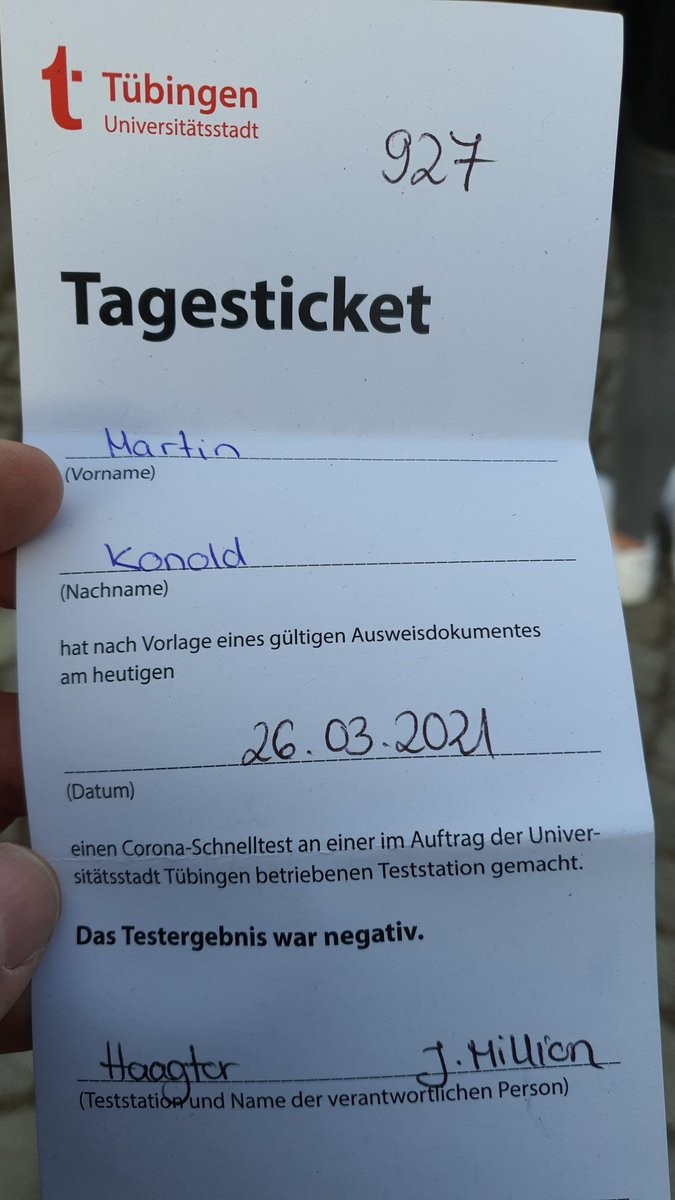 Tübingen
Universitätsstadt
927
Tagesticket
Martin
(Vorname)
Konold
(Nachname)
hat nach Vorlage eines gültigen Ausweisdokumentes
am heutigen
26.03.2021
(Datum)
einen Corona-Schnelltest an einer im Auftrag der Univer-
sitätsstadt Tübingen betriebenen Teststation gemacht.
Das Testergebnis war negativ.
Haagtor J. Million
(Teststation und Name der verantwortlichen Person)